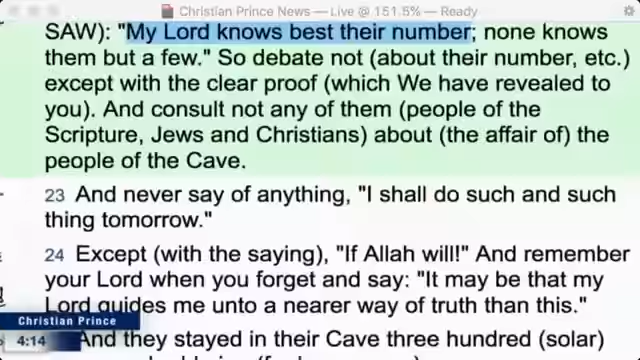 Christian Prince News — Live @ 151.5% — Ready
SAW): "My Lord knows best their number; none knows
them but a few." So debate not (about their number, etc.)
except with the clear proof (which We have revealed to
you). And consult not any of them (people of the
Scripture, Jews and Christians) about (the affair of) the
people of the Cave.
23 And never say of anything, "I shall do such and such
thing tomorrow."
24 Except (with the saying), "If Allah will!" And remember
your Lord when you forget and say: "It may be that my
Lord guides me unto a nearer way of truth than this."
Christian Prince
4:14
And they stayed in their Cave three hundred (solar)